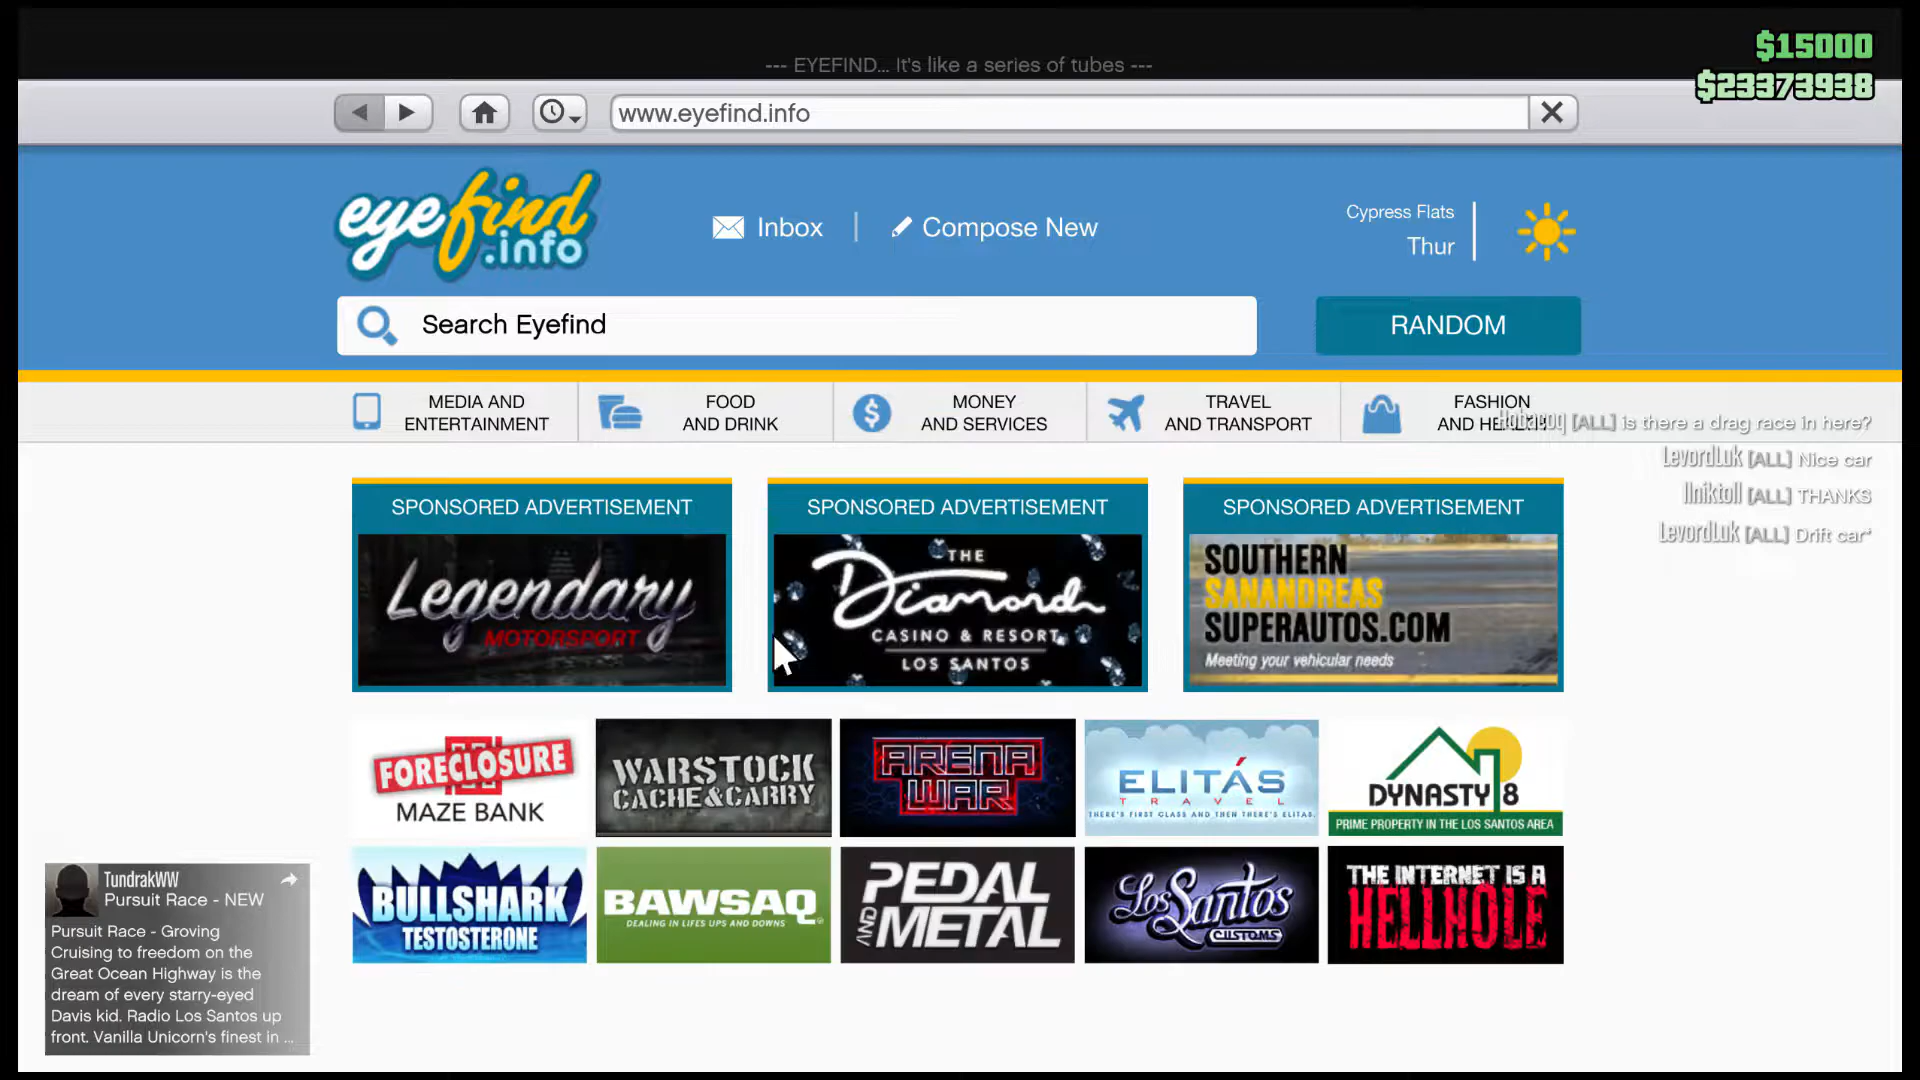 $15000
--- EYEFIND... It's like a series of tubes ---
$23373938
www.eyefind.info
eyefind
.info
Inbox
Compose New
Cypress Flats
Thur
Search Eyefind
RANDOM
MEDIA AND
ENTERTAINMENT
FOOD
AND DRINK
MONEY
AND SERVICES
TRAVEL
AND TRANSPORT
FASHION
AND HEALTH
[ALL] is there a drag race in here?
LevordLuk [ALL] Nice car
[ALL] THANKS
LevordLuk [ALL] Drift car*
SPONSORED ADVERTISEMENT
Legendary
MOTORSPORT
SPONSORED ADVERTISEMENT
THE
Diamond
CASINO & RESORT
LOS SANTOS
SPONSORED ADVERTISEMENT
SOUTHERN
SANANDREAS
SUPERAUTOS.COM
Meeting your vehicular needs
FORECLOSURE
MAZE BANK
WARSTOCK
CACHE&CARRY
ARENA
WAR
ELITÁS
TRAVEL
THERE'S FIRST CLASS AND THEN THERE'S ELITAS.
DYNASTY 8
PRIME PROPERTY IN THE LOS SANTOS AREA
BULLSHARK
TESTOSTERONE
BAWSAQ
DEALING IN LIFES UPS AND DOWNS
PEDAL
AND METAL
Los Santos
CUSTOMS
THE INTERNET IS A
HELLHOLE
TundrakWW
Pursuit Race - NEW
Pursuit Race - Groving
Cruising to freedom on the
Great Ocean Highway is the
dream of every starry-eyed
Davis kid. Radio Los Santos up
front. Vanilla Unicorn's finest in ...